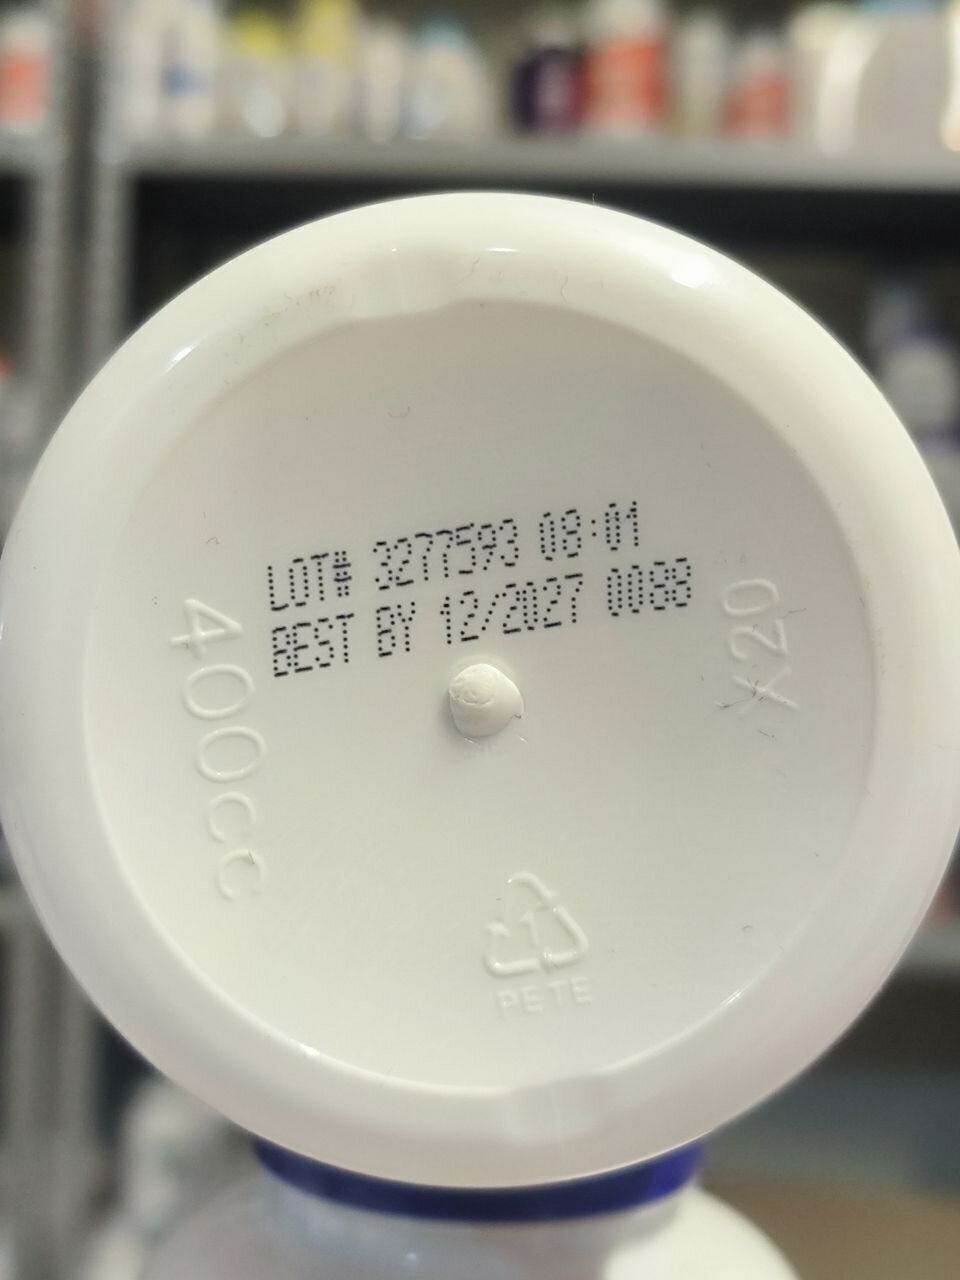 LOT# 3277593 08:01
BEST BY 12/2027 0088
400cc
X20
1
PETE